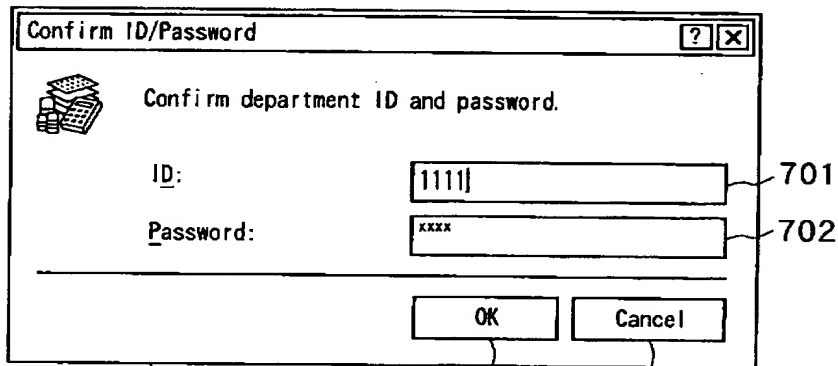 Confirm ID/Password ? X
Confirm department ID and password.
ID: 1111 701
Password: xxxx 702
OK Cancel